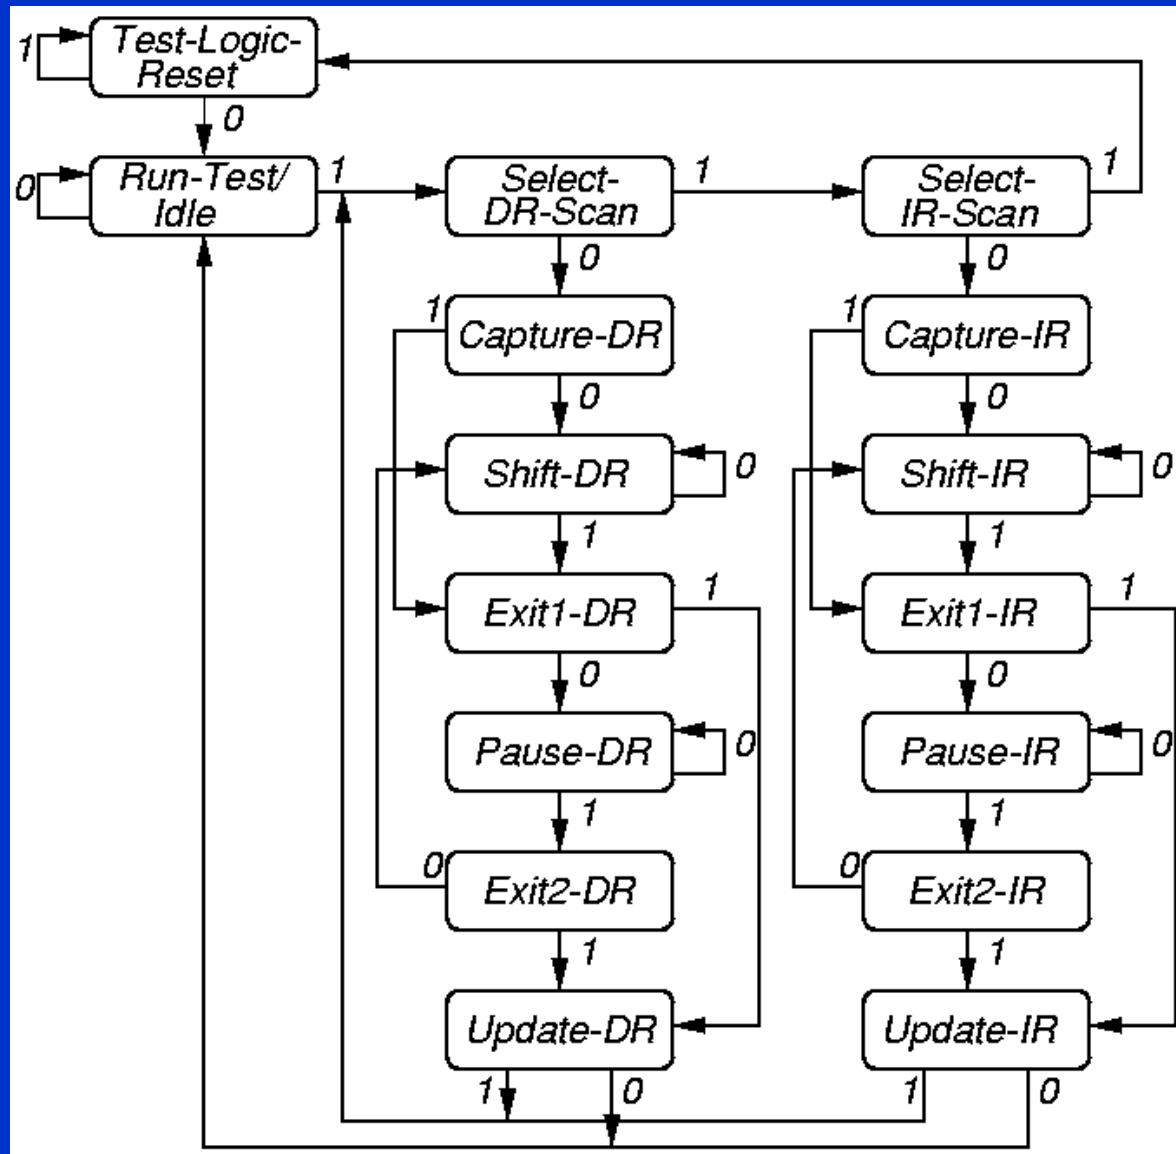 Test-Logic-
Reset
1
0
Run-Test/
Idle
0
1
Select-
DR-Scan
1
Select-
IR-Scan
1
0
0
1
Capture-DR
1
Capture-IR
0
0
Shift-DR
0
Shift-IR
0
1
1
Exit1-DR
1
Exit1-IR
1
0
0
Pause-DR
0
Pause-IR
0
1
1
0
Exit2-DR
0
Exit2-IR
1
1
Update-DR
Update-IR
1
0
1
0